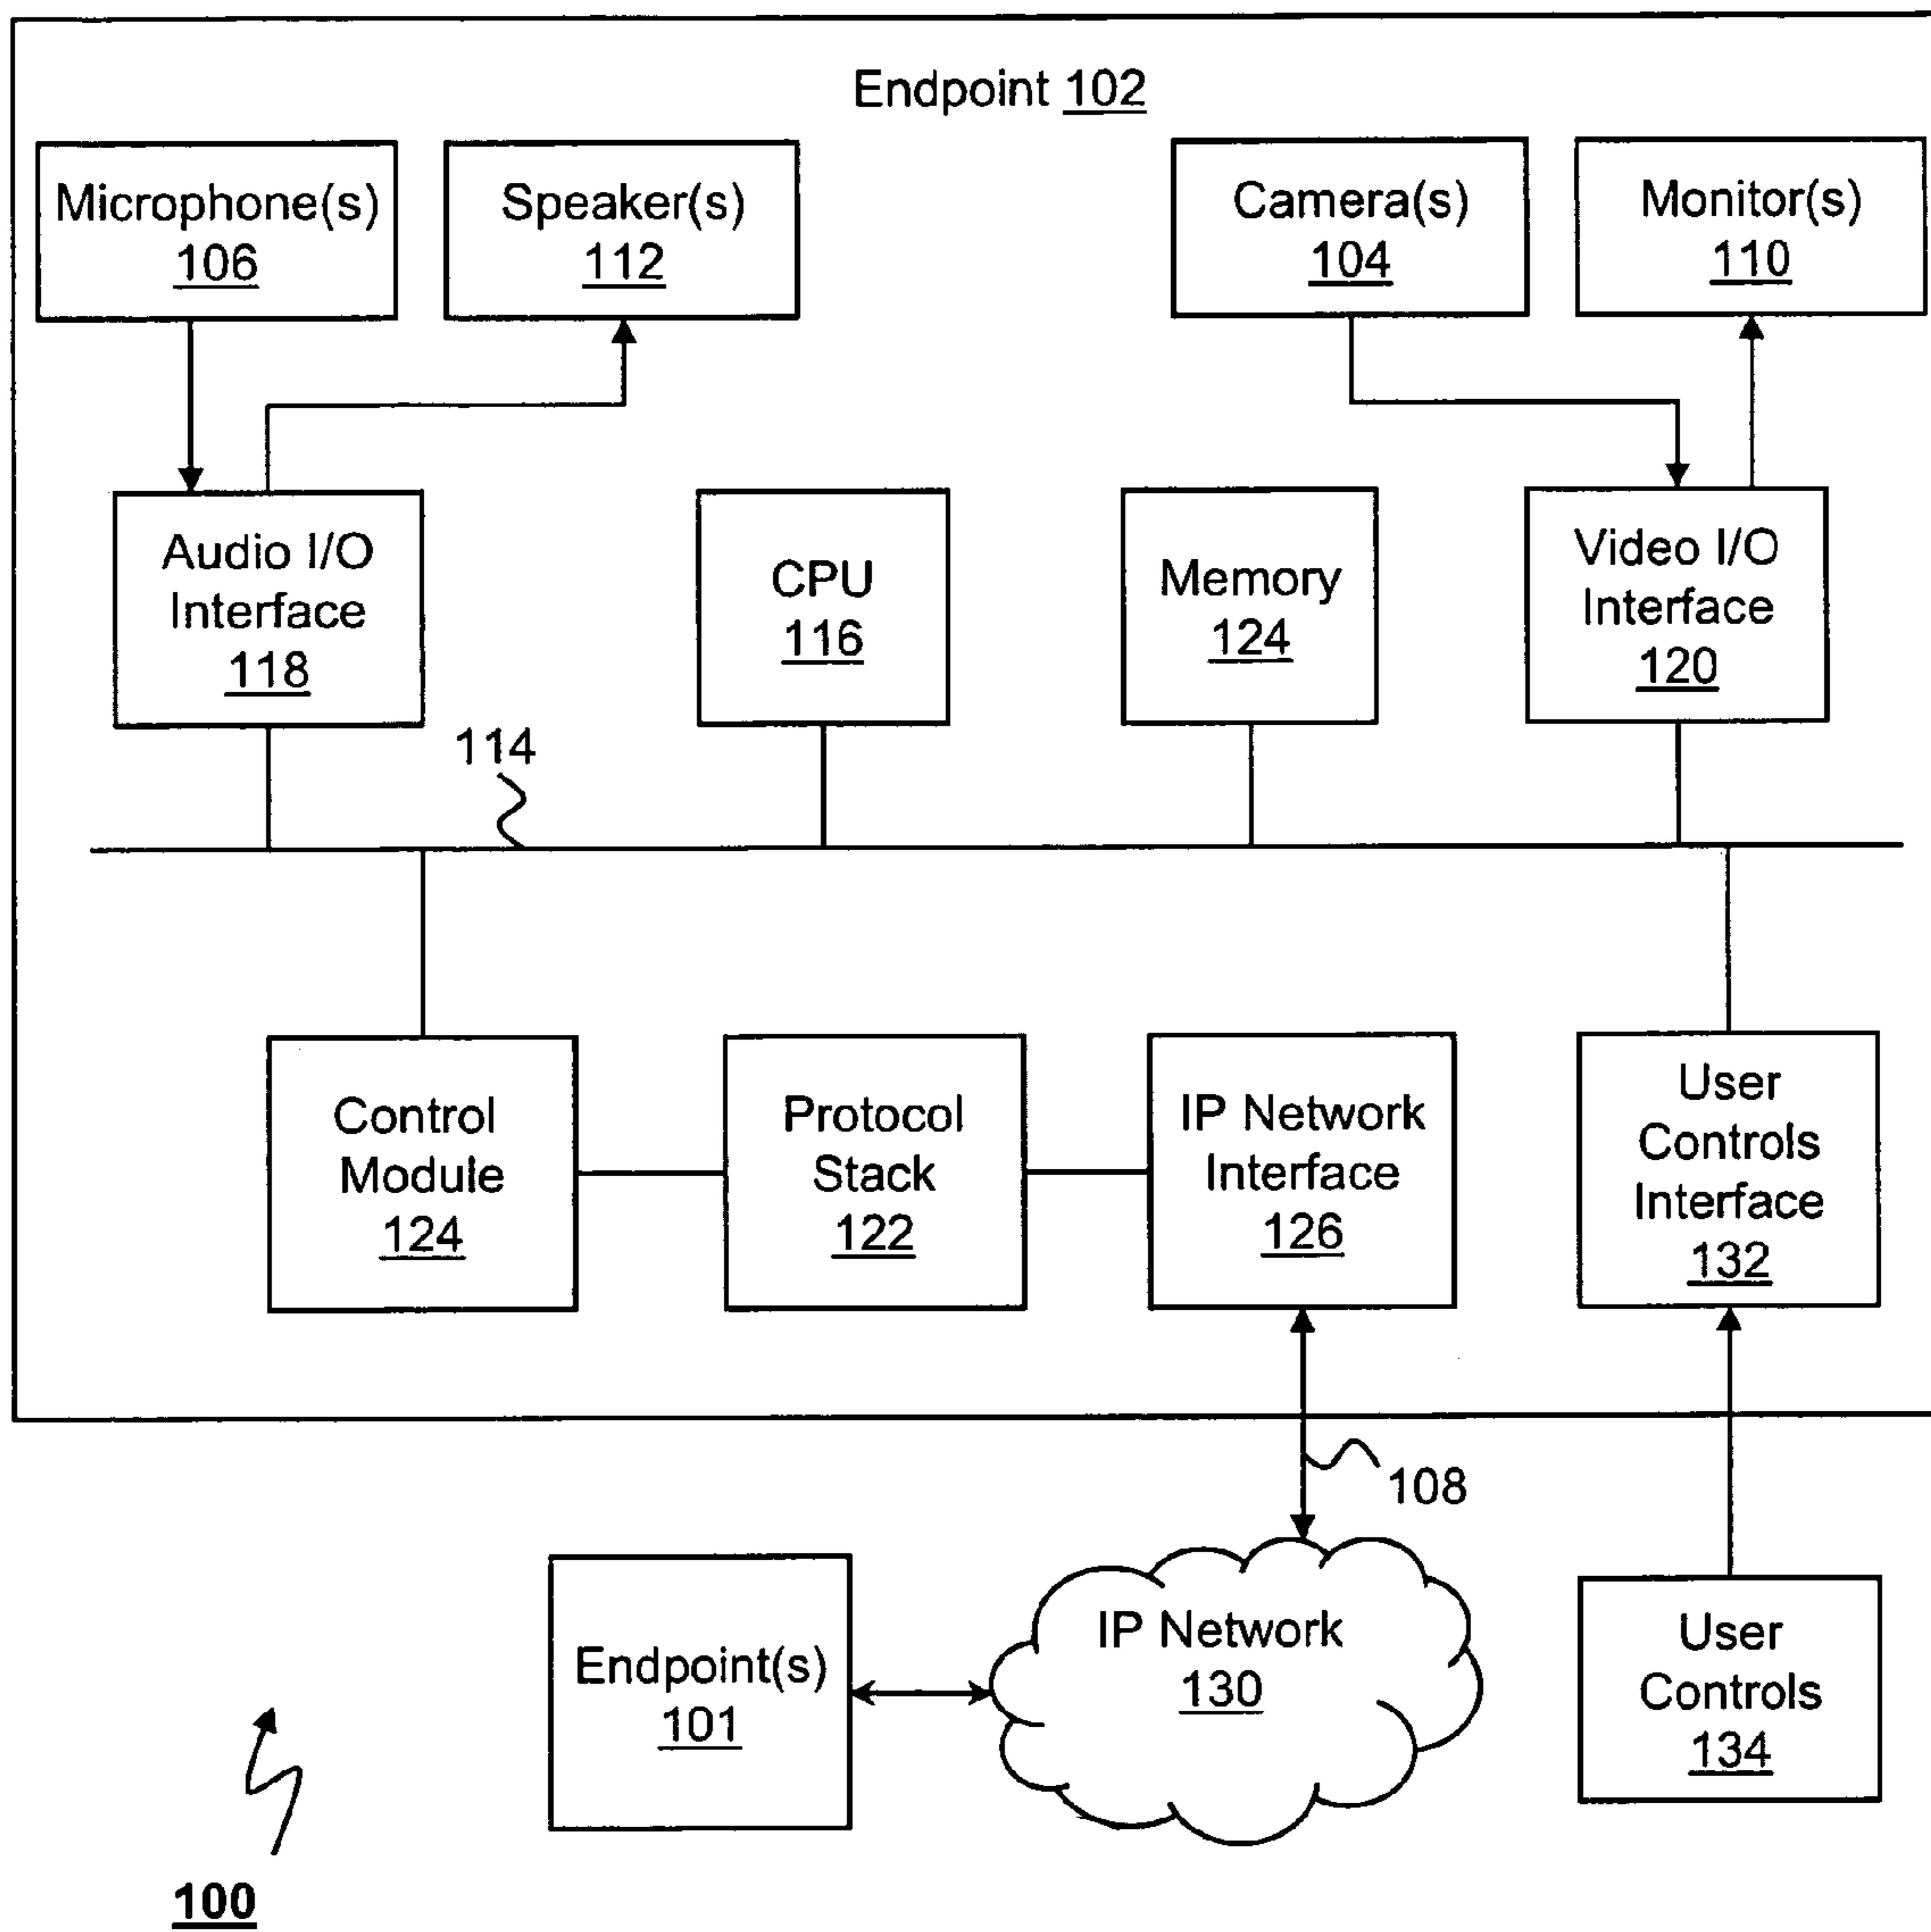 Endpoint 102
Microphone(s)
106
Speaker(s)
112
Camera(s)
104
Monitor(s)
110
Audio I/O
Interface
118
CPU
116
Memory
124
Video I/O
Interface
120
114
Control
Module
124
Protocol
Stack
122
IP Network
Interface
126
User
Controls
Interface
132
108
Endpoint(s)
101
IP Network
130
User
Controls
134
100